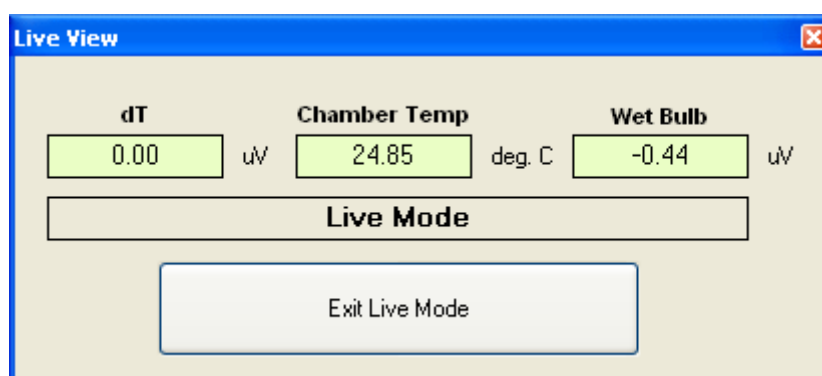 Live View
dT Chamber Temp Wet Bulb
0.00 uV 24.85 deg. C -0.44 uV
Live Mode
Exit Live Mode